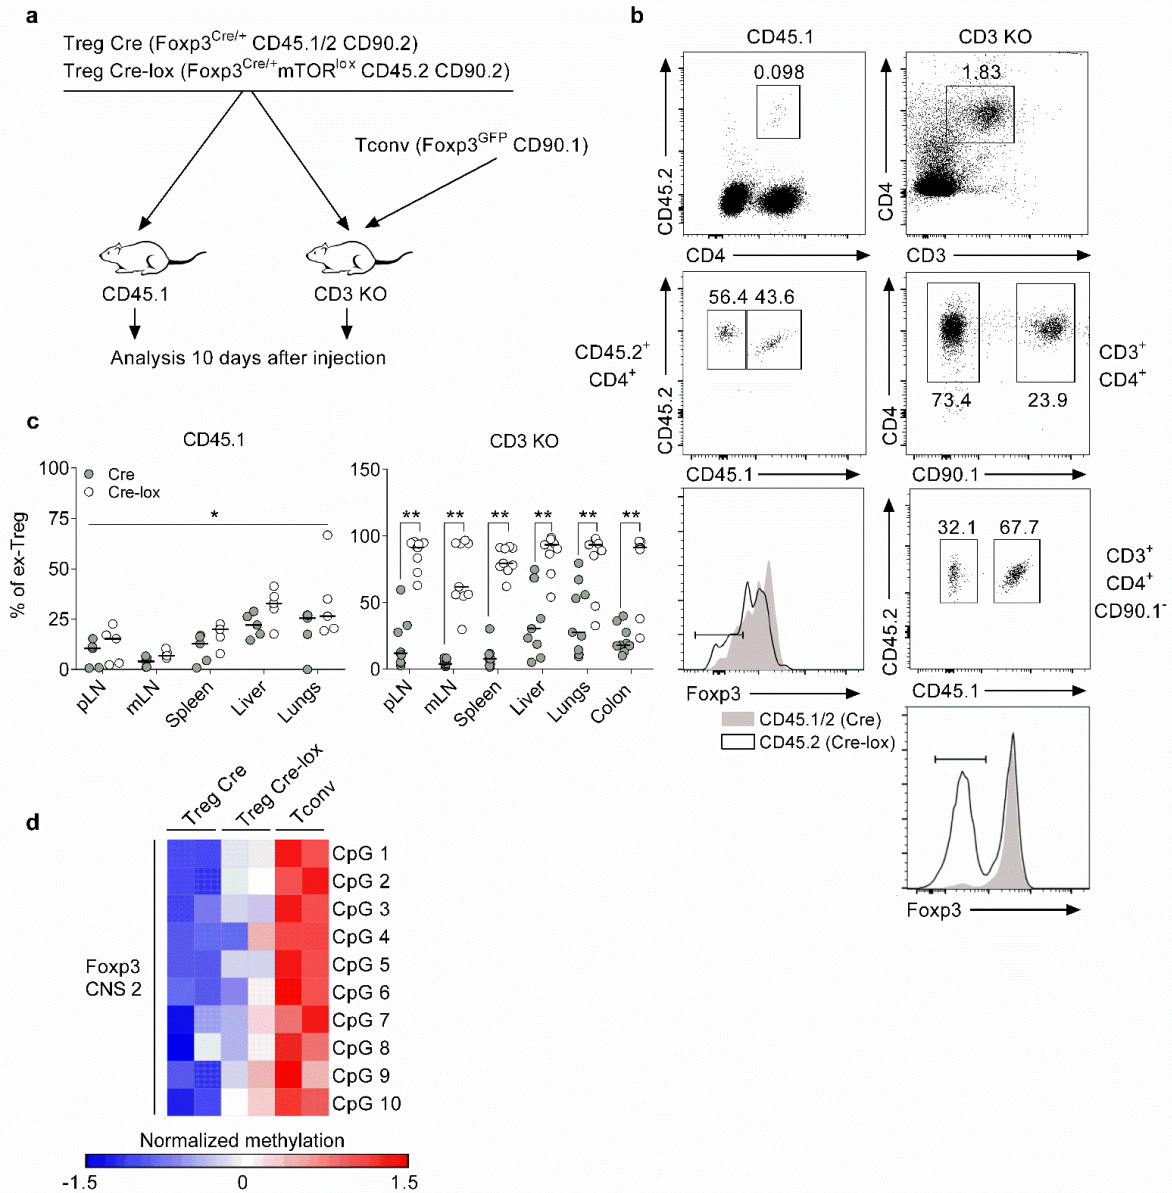 a
Treg Cre (Foxp3Cre/+ CD45.1/2 CD90.2)
Treg Cre-lox (Foxp3Cre/+mTORlox CD45.2 CD90.2)
Tconv (Foxp3GFP CD90.1)
CD45.1
CD3 KO
Analysis 10 days after injection
b
CD45.1
CD3 KO
0.098
CD45.2
CD4
1.83
CD4
CD3
CD45.2+
CD4+
56.4 43.6
CD45.2
CD45.1
73.4
23.9
CD4
CD90.1
CD3+
CD4+
Foxp3
CD45.1/2 (Cre)
CD45.2 (Cre-lox)
32.1
67.7
CD45.2
CD45.1
CD3+
CD4+
CD90.1-
Foxp3
c
CD45.1
Cre
Cre-lox
*
% of ex-Treg
100
75
50
25
0
pLN
mLN
Spleen
Liver
Lungs
CD3 KO
150
100
50
0
** ** ** ** ** **
pLN
mLN
Spleen
Liver
Lungs
Colon
d
Treg Cre
Treg Cre-lox
Tconv
Foxp3
CNS 2
CpG 1
CpG 2
CpG 3
CpG 4
CpG 5
CpG 6
CpG 7
CpG 8
CpG 9
CpG 10
Normalized methylation
-1.5
0
1.5